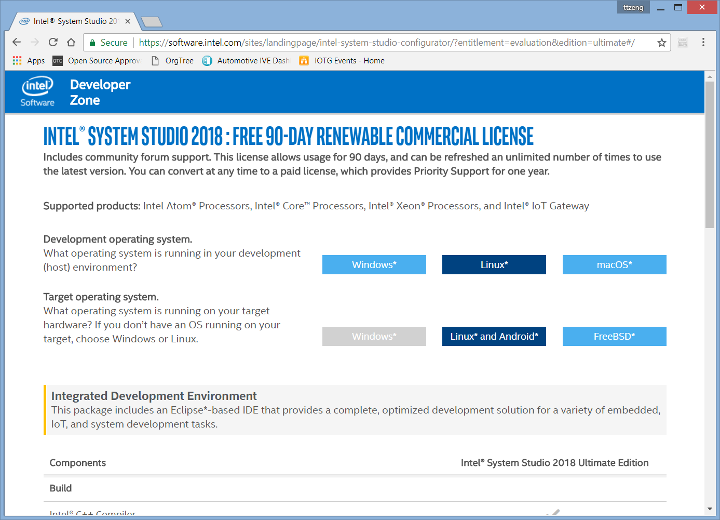 ttzeng
Intel® System Studio 20
Secure | https://software.intel.com/sites/landingpage/intel-system-studio-configurator/?entitlement=evaluation&edition=ultimate#/
Apps OTC Open Source Approv OrgTree Automotive IVE Dash IOTG Events - Home
intel Software
Developer
Zone
INTEL® SYSTEM STUDIO 2018 : FREE 90-DAY RENEWABLE COMMERCIAL LICENSE
Includes community forum support. This license allows usage for 90 days, and can be refreshed an unlimited number of times to use
the latest version. You can convert at any time to a paid license, which provides Priority Support for one year.
Supported products: Intel Atom® Processors, Intel® Core™ Processors, Intel® Xeon® Processors, and Intel® IoT Gateway
Development operating system.
What operating system is running in your development
(host) environment?
Windows* Linux* macOS*
Target operating system.
What operating system is running on your target
hardware? If you don't have an OS running on your
target, choose Windows or Linux.
Windows* Linux* and Android* FreeBSD*
Integrated Development Environment
This package includes an Eclipse*-based IDE that provides a complete, optimized development solution for a variety of embedded,
IoT, and system development tasks.
Components Intel® System Studio 2018 Ultimate Edition
Build
Intel® C++ Compiler